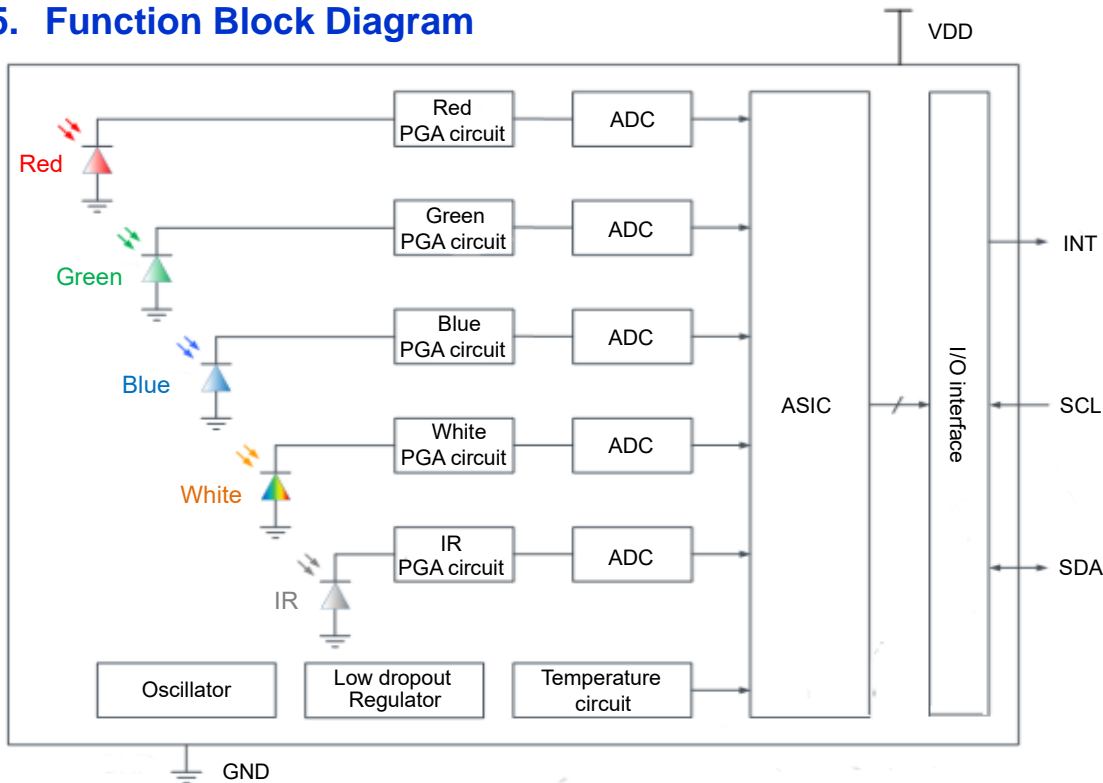 5. Function Block Diagram
VDD
Red
PGA circuit
ADC
Red
Green
PGA circuit
ADC
INT
Green
Blue
PGA circuit
ADC
Blue
I/O interface
ASIC
SCL
White
PGA circuit
ADC
White
IR
PGA circuit
ADC
SDA
IR
Oscillator
Low dropout
Regulator
Temperature
circuit
GND